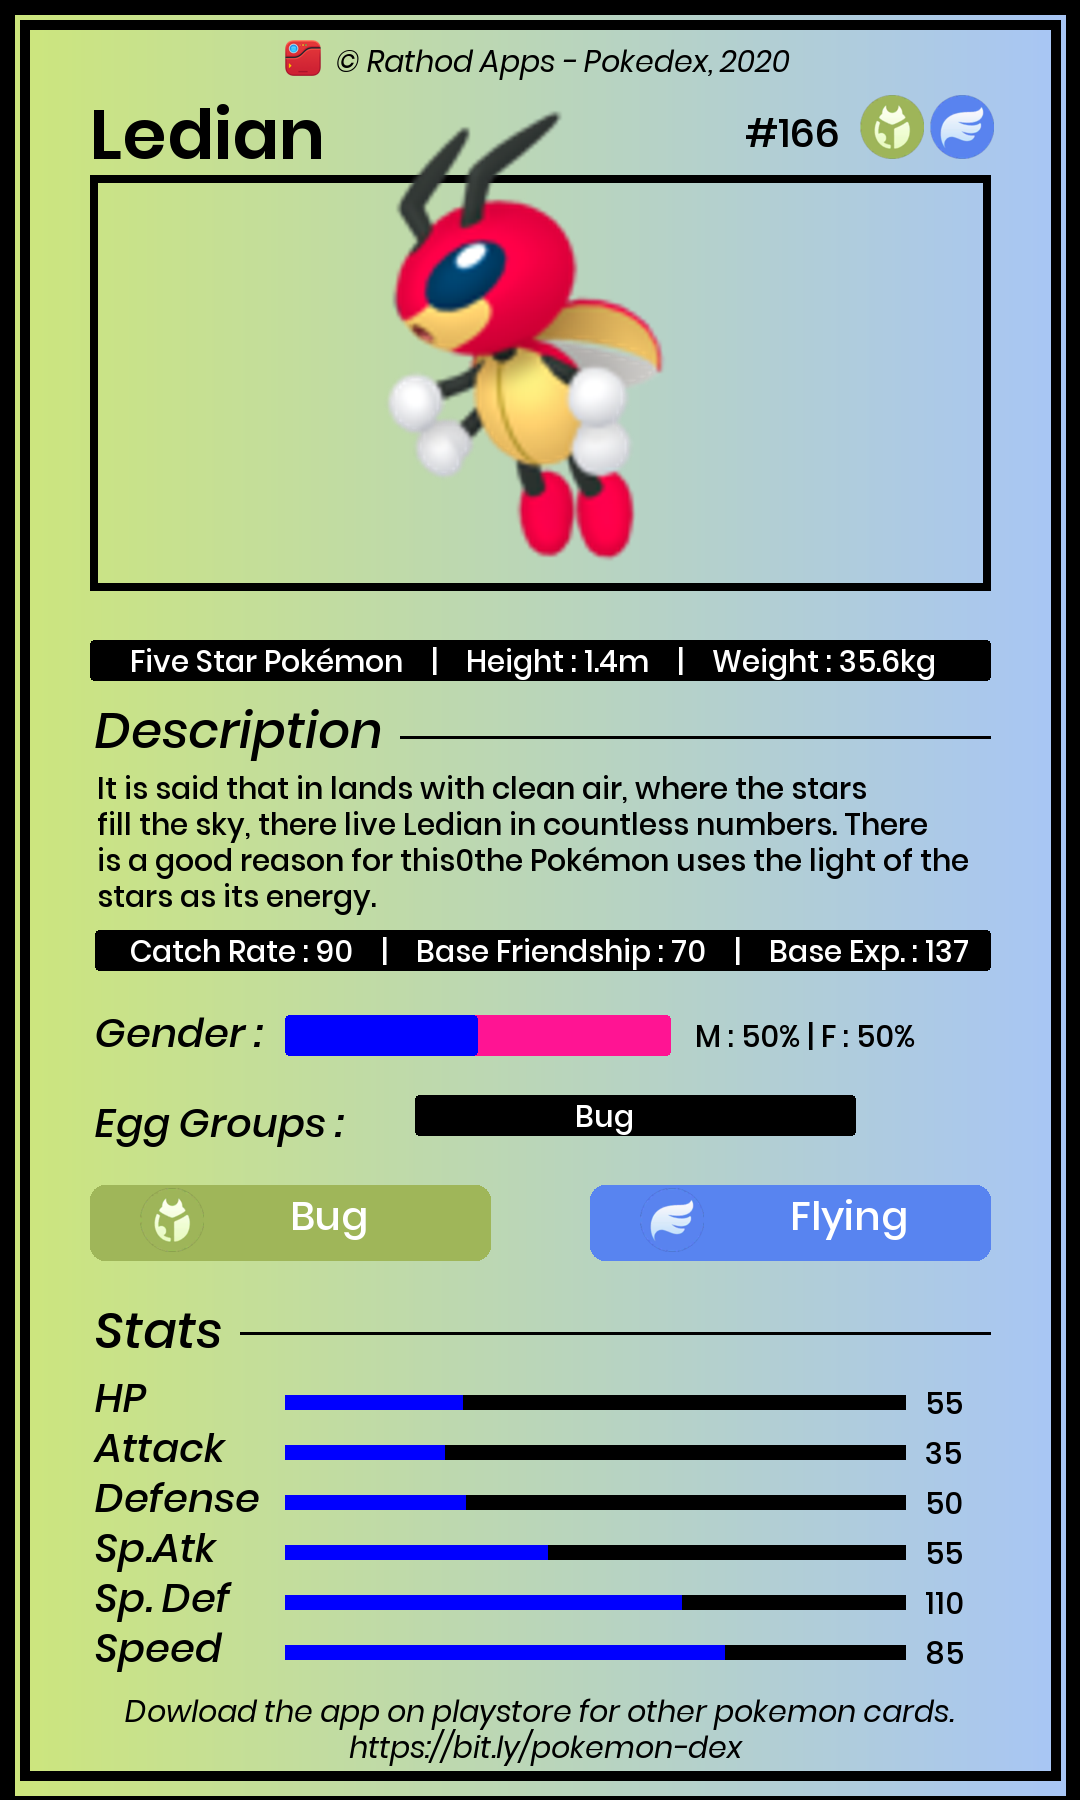 © Rathod Apps - Pokedex, 2020
Ledian
#166
Five Star Pokémon | Height : 1.4m | Weight : 35.6kg
Description
It is said that in lands with clean air, where the stars
fill the sky, there live Ledian in countless numbers. There
is a good reason for this0the Pokémon uses the light of the
stars as its energy.
Catch Rate : 90 | Base Friendship : 70 | Base Exp. : 137
Gender : M : 50% | F : 50%
Egg Groups : Bug
Bug Flying
Stats
HP 55
Attack 35
Defense 50
Sp.Atk 55
Sp. Def 110
Speed 85
Dowload the app on playstore for other pokemon cards.
https://bit.ly/pokemon-dex